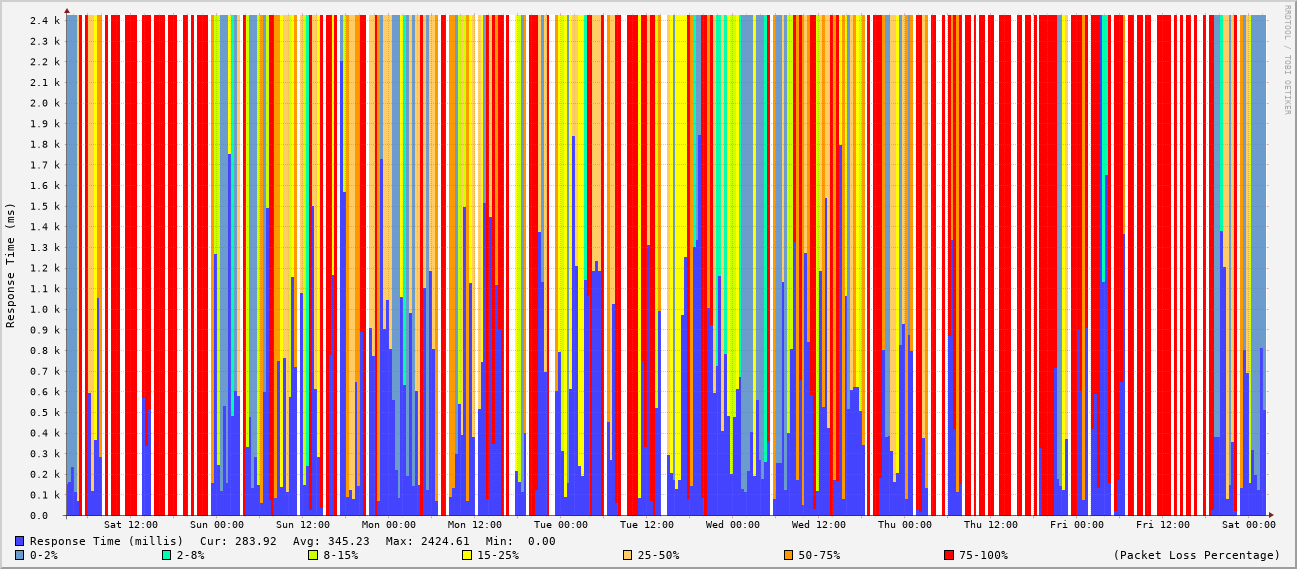 RRDTOOL / TOBI OETIKER
Response Time (ms)
2.4 k
2.3 k
2.2 k
2.1 k
2.0 k
1.9 k
1.8 k
1.7 k
1.6 k
1.5 k
1.4 k
1.3 k
1.2 k
1.1 k
1.0 k
0.9 k
0.8 k
0.7 k
0.6 k
0.5 k
0.4 k
0.3 k
0.2 k
0.1 k
0.0
Sat 12:00 Sun 00:00 Sun 12:00 Mon 00:00 Mon 12:00 Tue 00:00 Tue 12:00 Wed 00:00 Wed 12:00 Thu 00:00 Thu 12:00 Fri 00:00 Fri 12:00 Sat 00:00
Response Time (millis) Cur: 283.92 Avg: 345.23 Max: 2424.61 Min: 0.00
0-2% 2-8% 8-15% 15-25% 25-50% 50-75% 75-100% (Packet Loss Percentage)